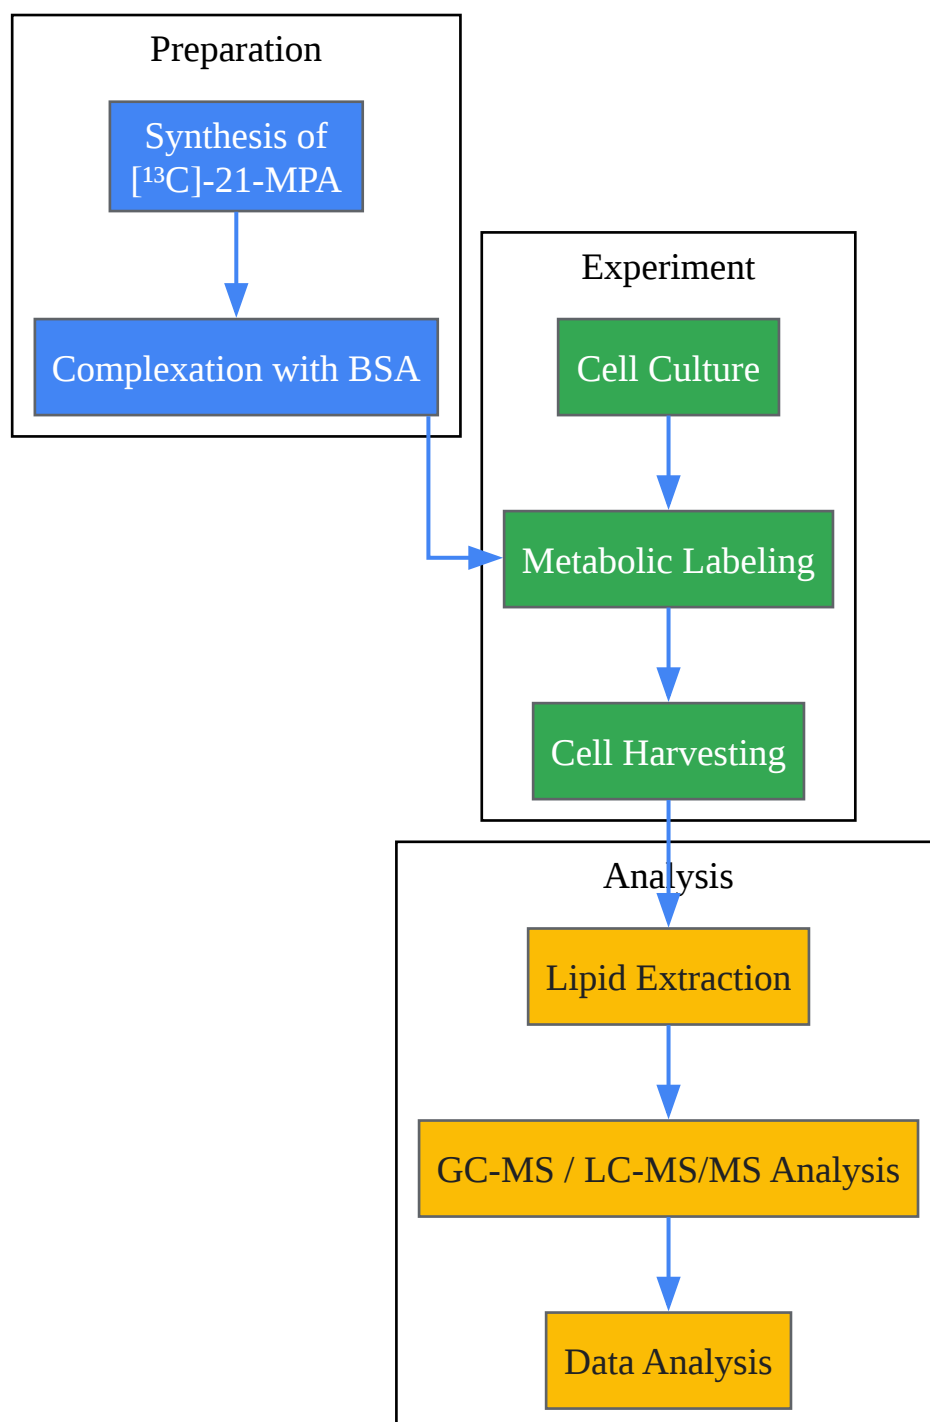 Preparation
Synthesis of
[¹³C]-21-MPA
Complexation with BSA
Experiment
Cell Culture
Metabolic Labeling
Cell Harvesting
Analysis
Lipid Extraction
GC-MS / LC-MS/MS Analysis
Data Analysis